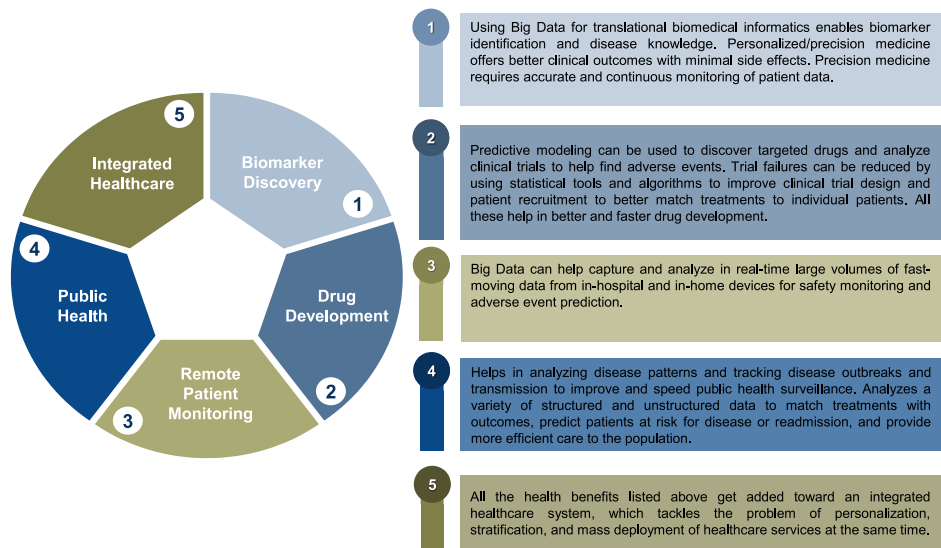 5
Integrated
Healthcare
Biomarker
Discovery
1
4
Public
Health
Drug
Development
2
Remote
Patient
Monitoring
3
1
Using Big Data for translational biomedical informatics enables biomarker
identification and disease knowledge. Personalized/precision medicine
offers better clinical outcomes with minimal side effects. Precision medicine
requires accurate and continuous monitoring of patient data.
2
Predictive modeling can be used to discover targeted drugs and analyze
clinical trials to help find adverse events. Trial failures can be reduced by
using statistical tools and algorithms to improve clinical trial design and
patient recruitment to better match treatments to individual patients. All
these help in better and faster drug development.
3
Big Data can help capture and analyze in real-time large volumes of fast-
moving data from in-hospital and in-home devices for safety monitoring and
adverse event prediction.
4
Helps in analyzing disease patterns and tracking disease outbreaks and
transmission to improve and speed public health surveillance. Analyzes a
variety of structured and unstructured data to match treatments with
outcomes, predict patients at risk for disease or readmission, and provide
more efficient care to the population.
5
All the health benefits listed above get added toward an integrated
healthcare system, which tackles the problem of personalization,
stratification, and mass deployment of healthcare services at the same time.